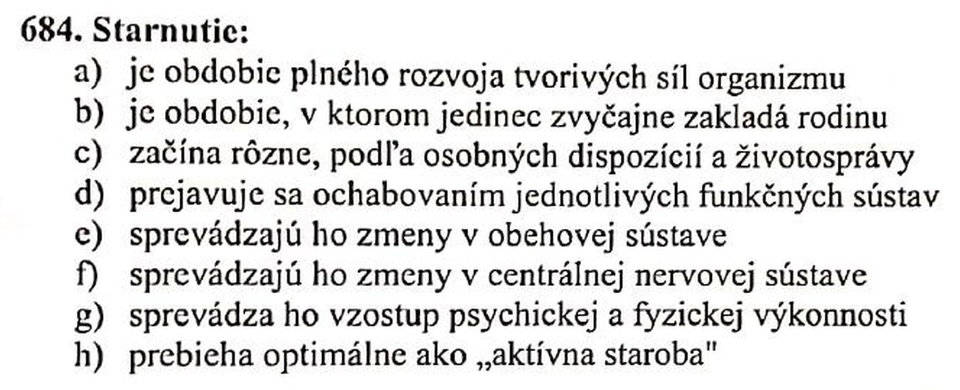 684. Starnutie:
a) je obdobie plného rozvoja tvorivých síl organizmu
b) je obdobie, v ktorom jedinec zvyčajne zakladá rodinu
c) začína rôzne, podľa osobných dispozícií a životosprávy
d) prejavuje sa ochabovaním jednotlivých funkčných sústav
e) sprevádzajú ho zmeny v obehovej sústave
f) sprevádzajú ho zmeny v centrálnej nervovej sústave
g) sprevádza ho vzostup psychickej a fyzickej výkonnosti
h) prebieha optimálne ako „aktívna staroba"